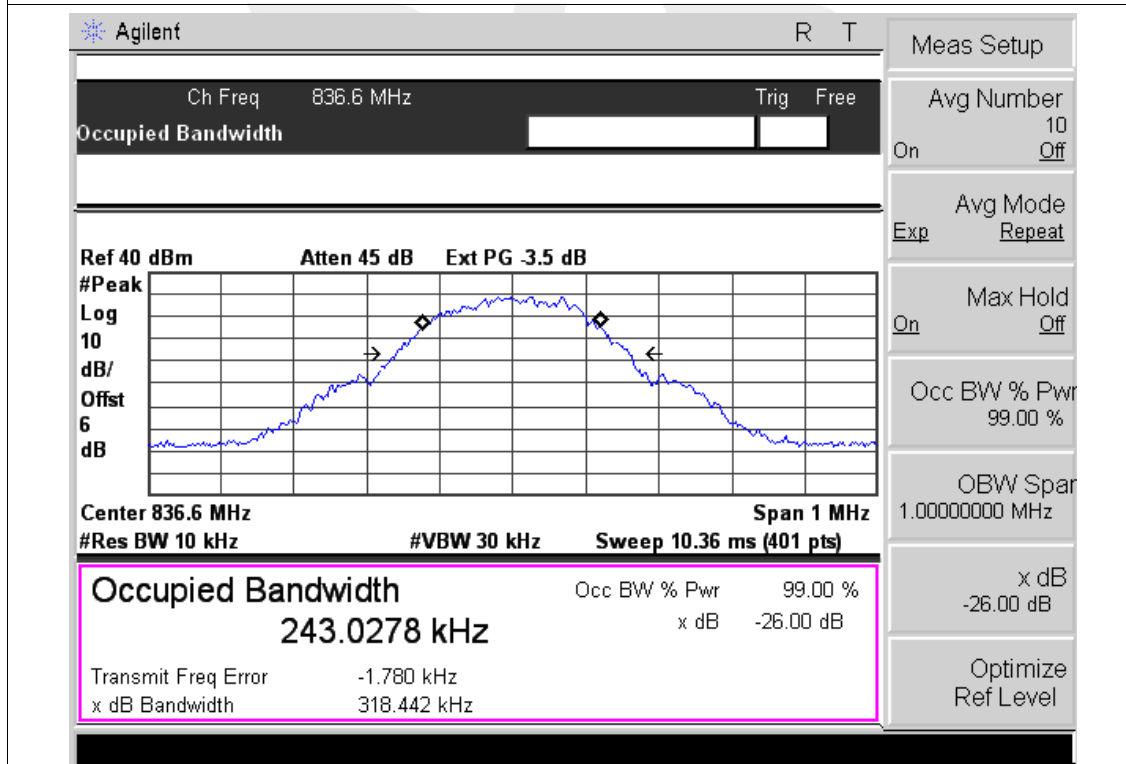 Agilent R T
Meas Setup
Ch Freq 836.6 MHz Trig Free
Occupied Bandwidth
Avg Number
10
On Off
Avg Mode
Exp Repeat
Ref 40 dBm Atten 45 dB Ext PG -3.5 dB
#Peak
Log
10
dB/
Offst
6
dB
Max Hold
On Off
Occ BW % Pwr
99.00 %
Center 836.6 MHz Span 1 MHz
#Res BW 10 kHz #VBW 30 kHz Sweep 10.36 ms (401 pts)
OBW Span
1.00000000 MHz
Occupied Bandwidth Occ BW % Pwr 99.00 %
243.0278 kHz x dB -26.00 dB
Transmit Freq Error -1.780 kHz
x dB Bandwidth 318.442 kHz
x dB
-26.00 dB
Optimize
Ref Level